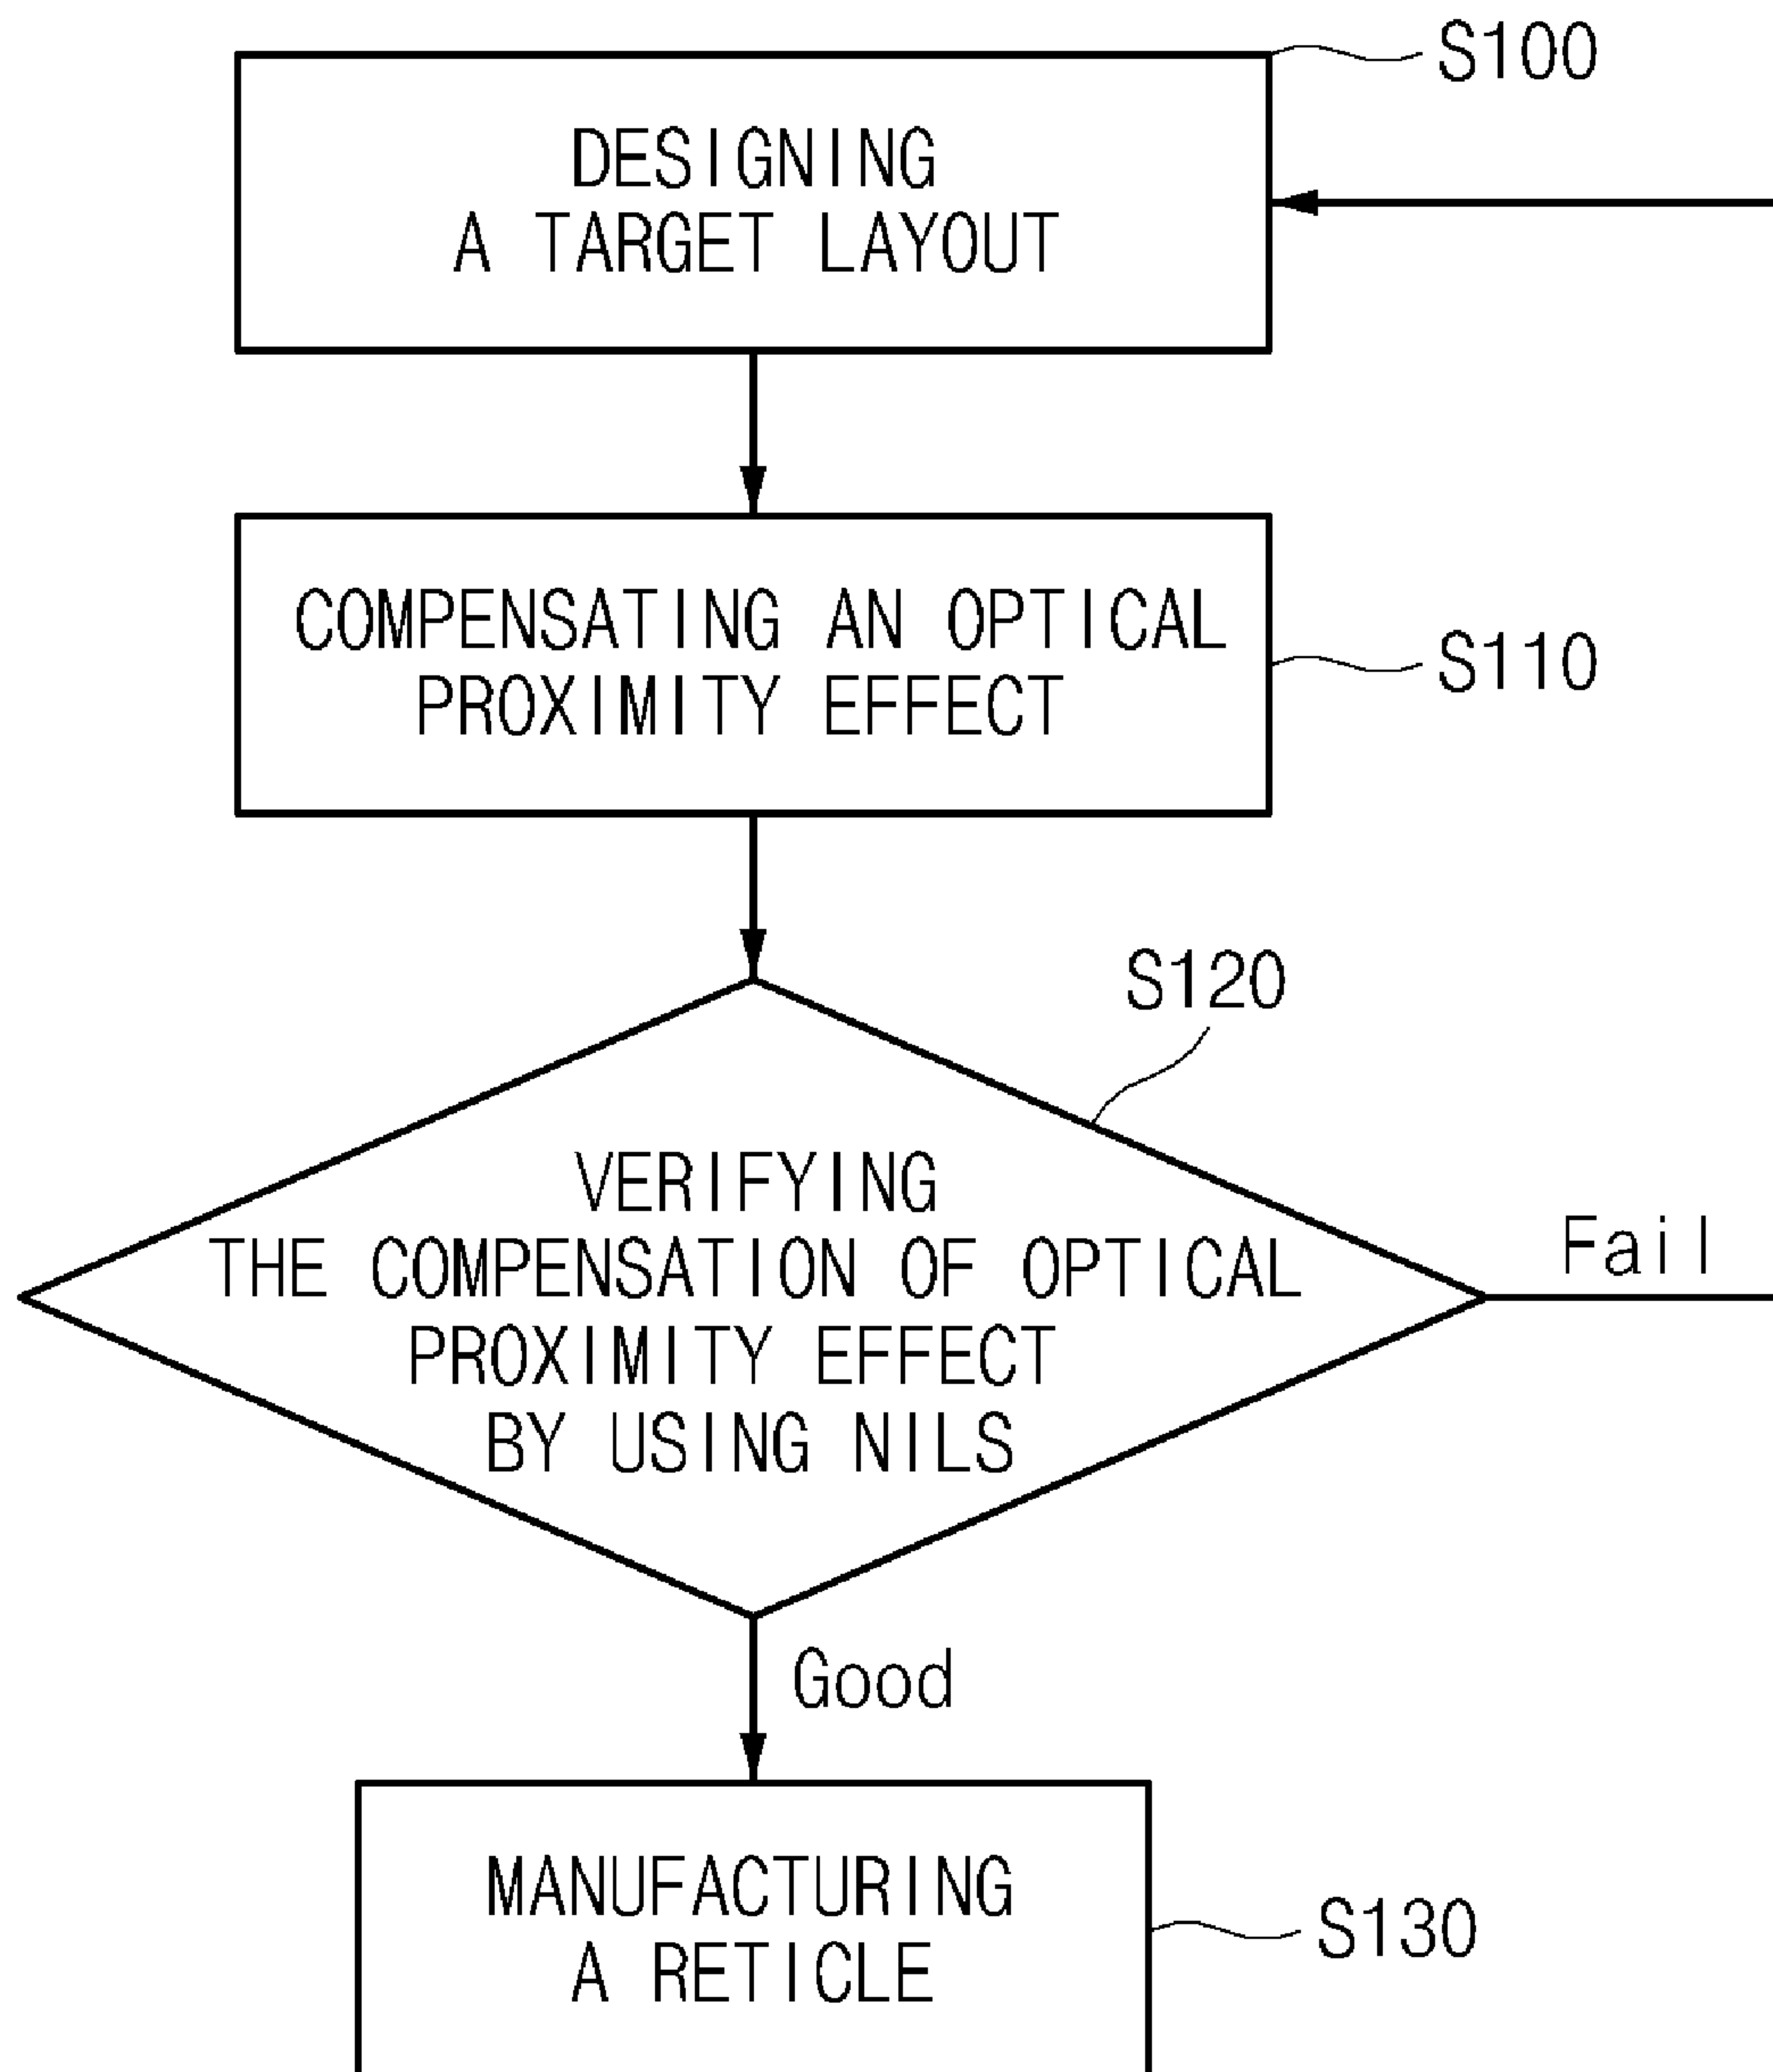 S100
DESIGNING
A TARGET LAYOUT
COMPENSATING AN OPTICAL
PROXIMITY EFFECT
S110
S120
VERIFYING
THE COMPENSATION OF OPTICAL
PROXIMITY EFFECT
BY USING NILS
Fail
Good
MANUFACTURING
A RETICLE
S130